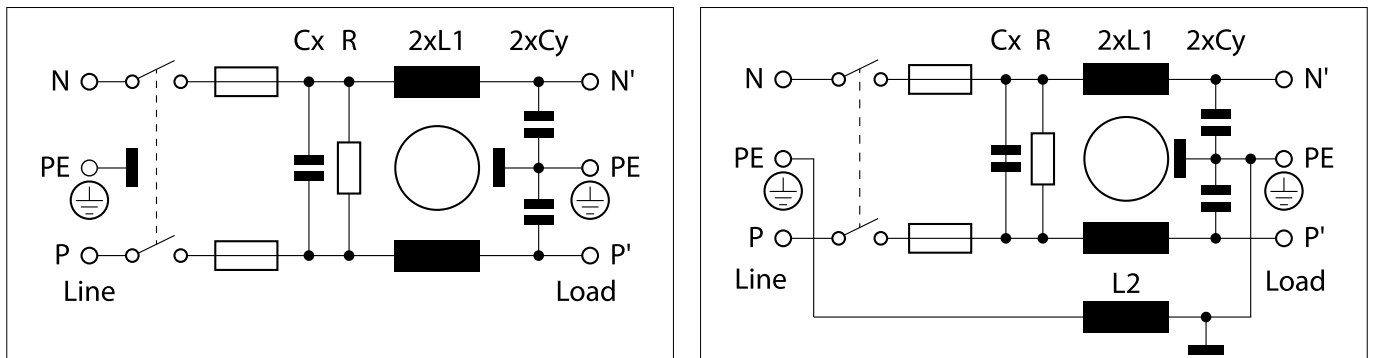 Cx R 2xL1 2xCy
N N'
PE PE
P P'
Line Load
Cx R 2xL1 2xCy
N N'
PE PE
P P'
Line L2 Load